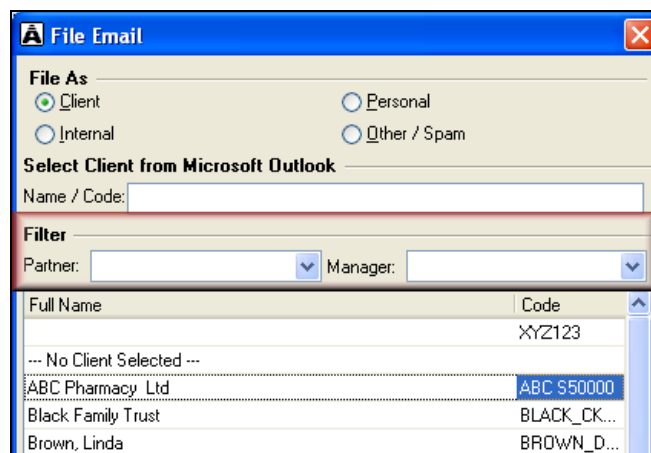 File Email
File As
Client
Personal
Internal
Other / Spam
Select Client from Microsoft Outlook
Name / Code:
Filter
Partner:
Manager:
Full Name Code
XYZ123
--- No Client Selected ---
ABC Pharmacy Ltd ABC S50000
Black Family Trust BLACK_CK...
Brown, Linda BROWN_D...